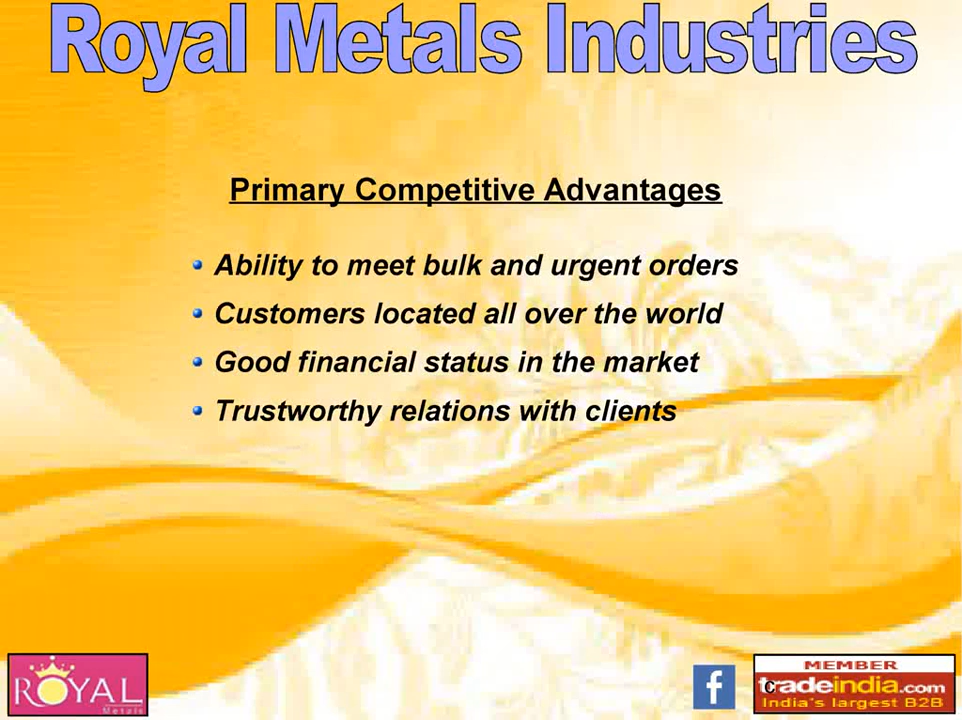 Royal Metals Industries
Primary Competitive Advantages
Ability to meet bulk and urgent orders
Customers located all over the world
Good financial status in the market
Trustworthy relations with clients
ROYAL
Metals
f
MEMBER
tradeindia.com
India's largest B2B